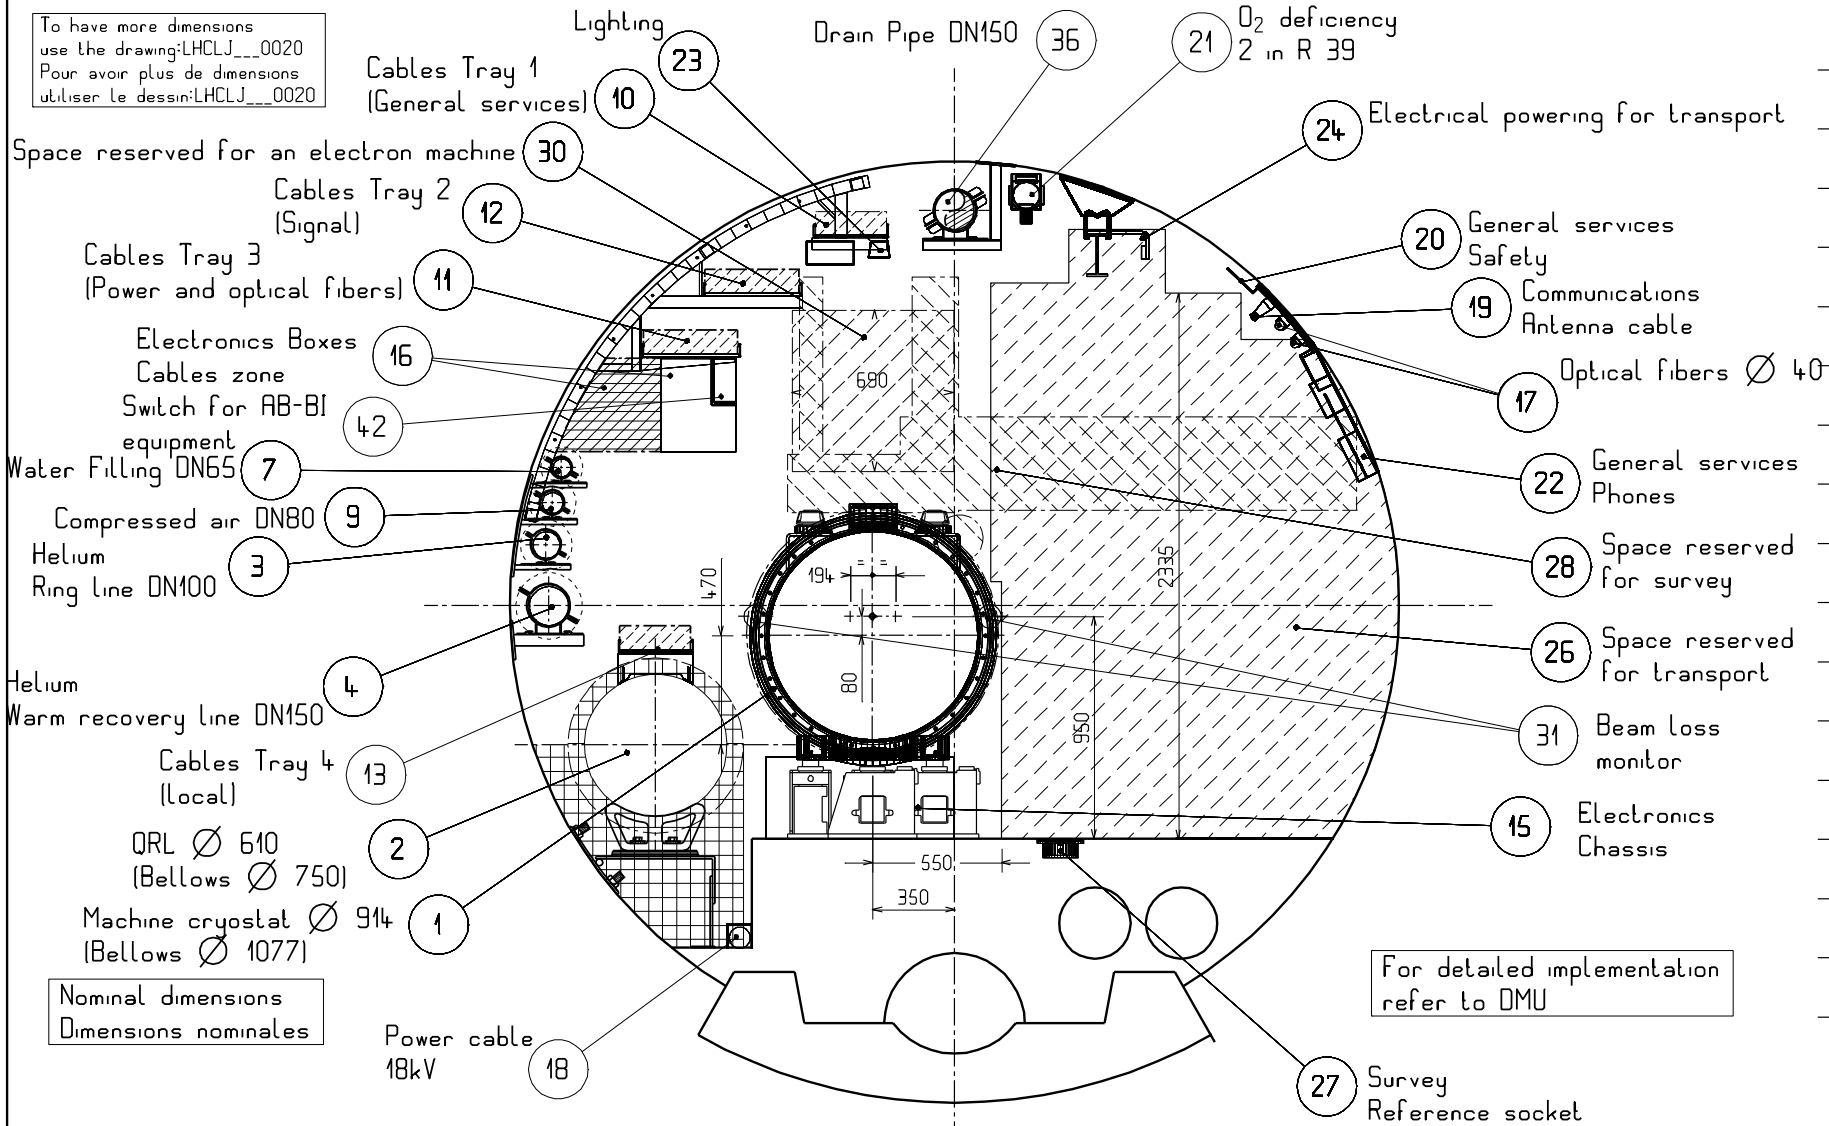 To have more dimensions
use the drawing:LHCLJ___0020
Pour avoir plus de dimensions
utiliser le dessin:LHCLJ___0020
Lighting
23
Drain Pipe DN150
36
21
O2 deficiency
2 in R 39
Cables Tray 1
(General services)
10
24
Electrical powering for transport
Space reserved for an electron machine
30
Cables Tray 2
(Signal)
12
20
General services
Safety
Cables Tray 3
(Power and optical fibers)
11
19
Communications
Antenna cable
Electronics Boxes
Cables zone
16
Optical fibers Ø 40
17
Switch for AB-BI
equipment
42
690
Water Filling DN65
7
22
General services
Phones
Compressed air DN80
9
Helium
Ring line DN100
3
28
Space reserved
for survey
= =
194
470
2335
26
Space reserved
for transport
Helium
Warm recovery line DN150
4
80
950
31
Beam loss
monitor
Cables Tray 4
(local)
13
15
Electronics
Chassis
QRL Ø 610
(Bellows Ø 750)
2
550
350
Machine cryostat Ø 914
(Bellows Ø 1077)
1
Nominal dimensions
Dimensions nominales
For detailed implementation
refer to DMU
Power cable
18kV
18
27
Survey
Reference socket